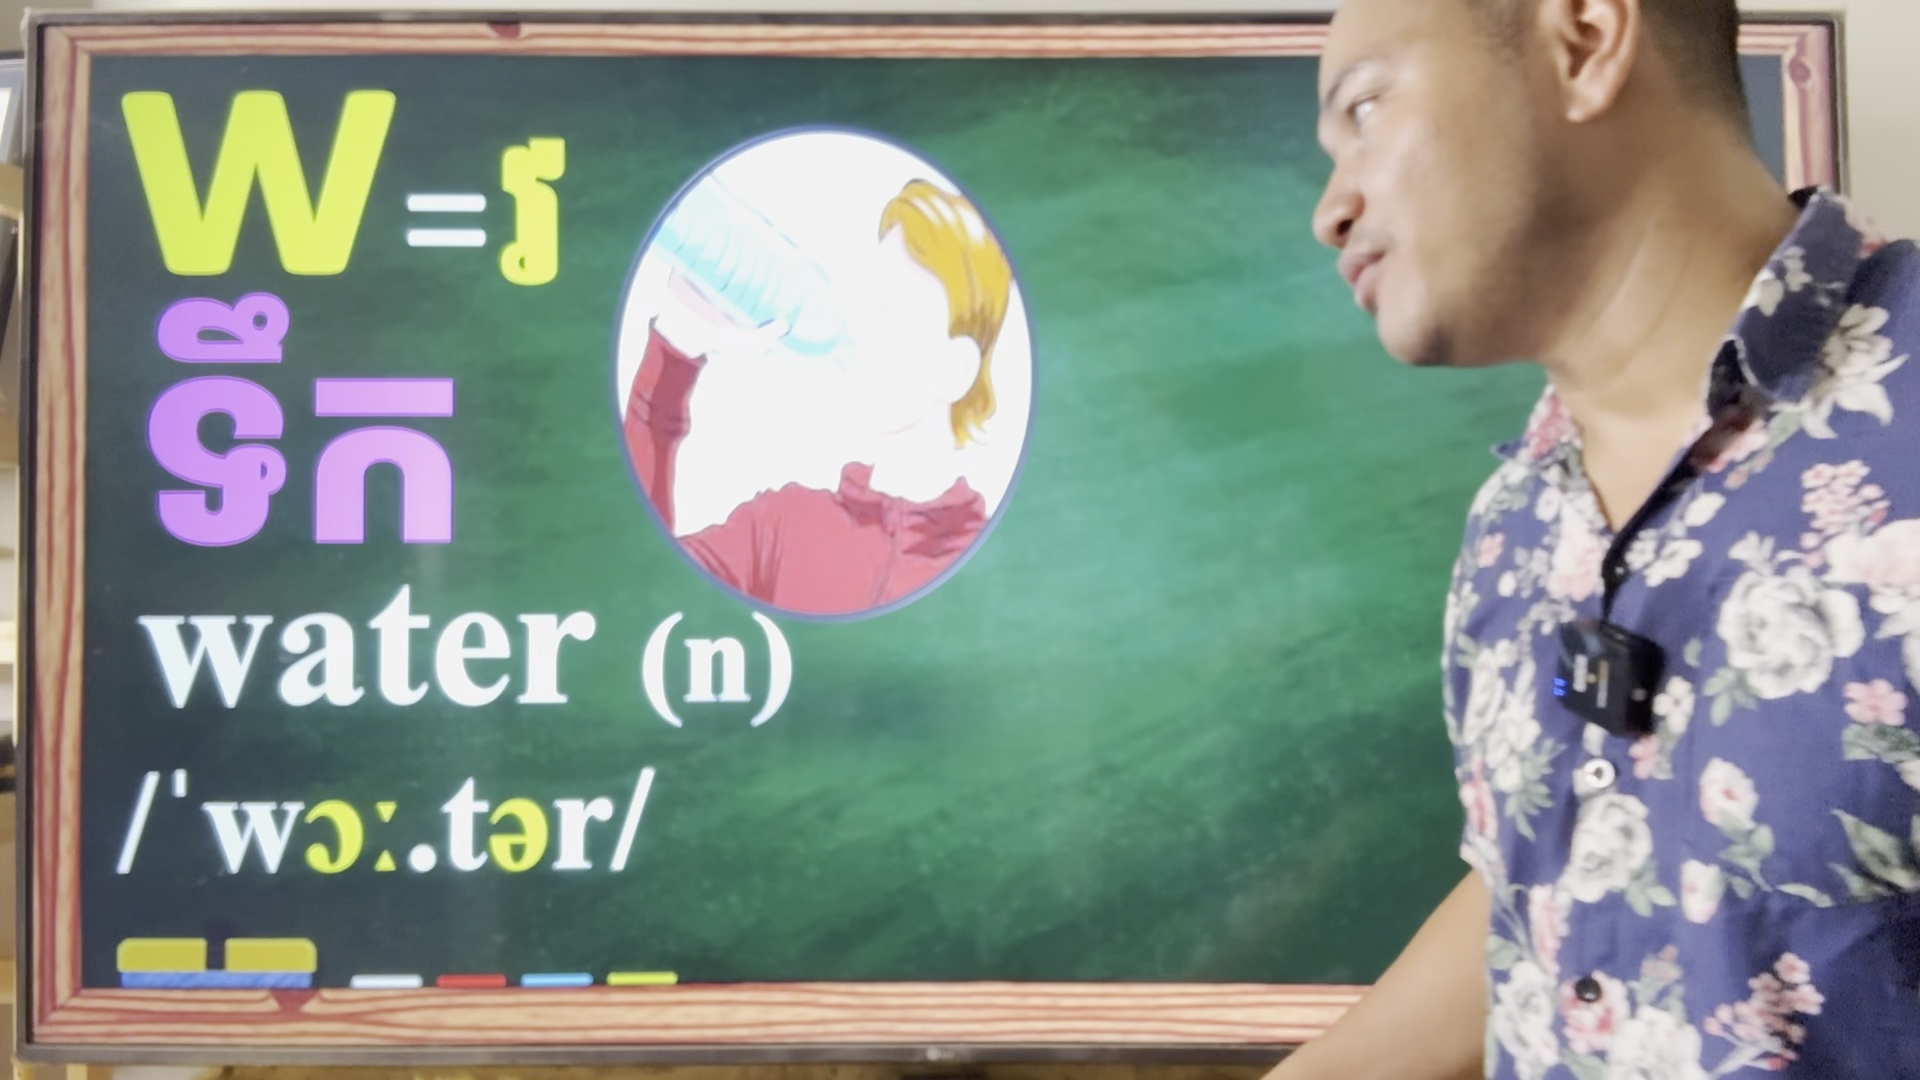 W = វ
ទឹក
water (n)
/ˈwɔː.tər/